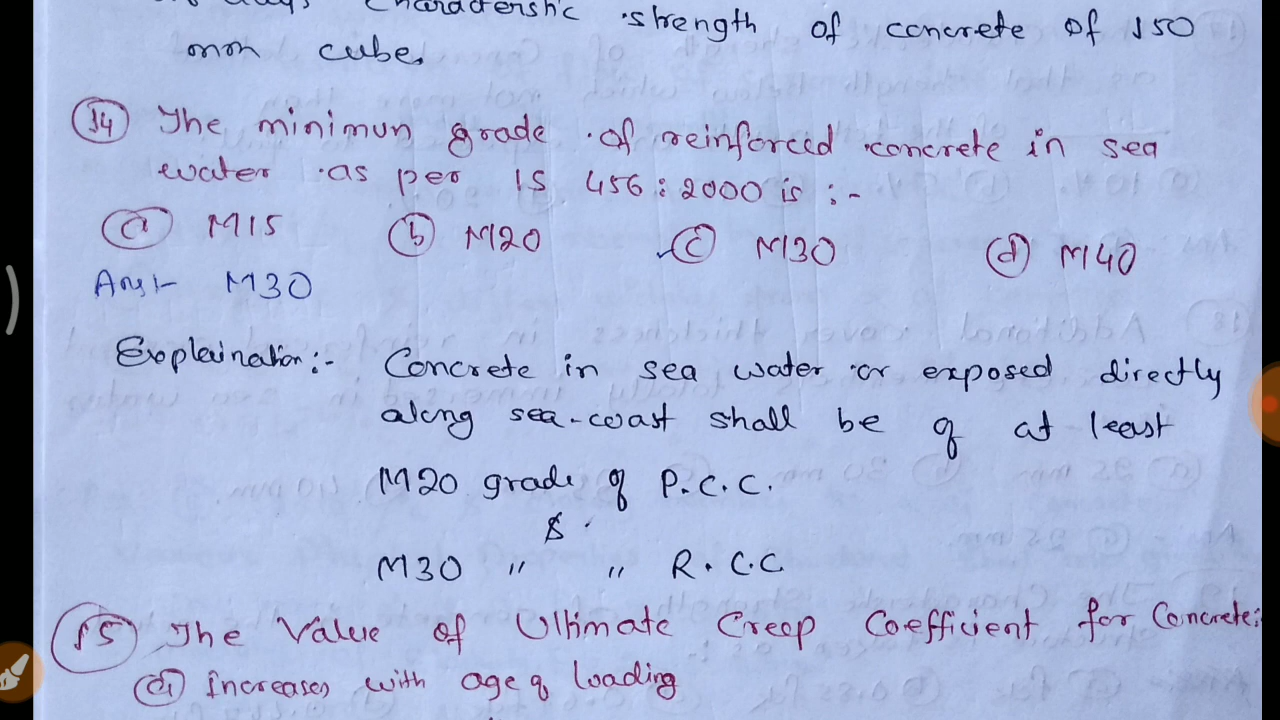 strength of concrete of 150
mm cube.
14 The minimun grade of reinforced concrete in sea
water as per IS 456:2000 is :-
(a) M15 (b) M20 (c) M30 (d) M40
Ans:- M30
Explaination:- Concrete in sea water or exposed directly
along sea-coast shall be of at least
M20 grade of P.C.C.
&
M30 " " R.C.C
15 The Value of Ultimate Creep Coefficient for Concrete:
(a) Increases with age of loading